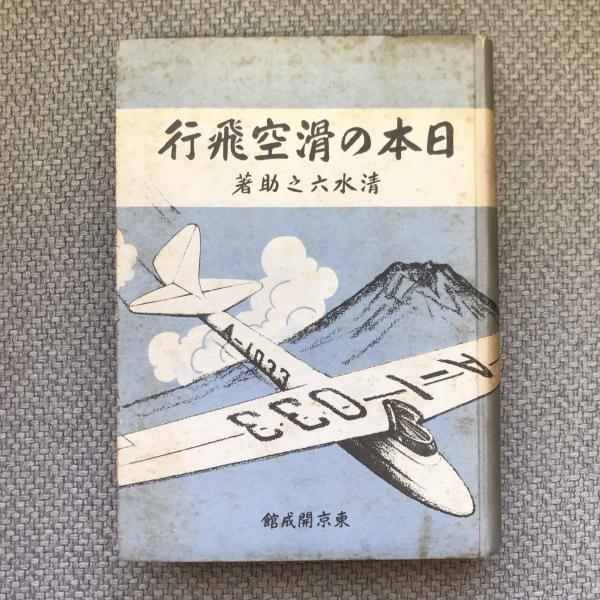 日本の滑空飛行
清水六之助著
A-1033
A-1033
東京開成館